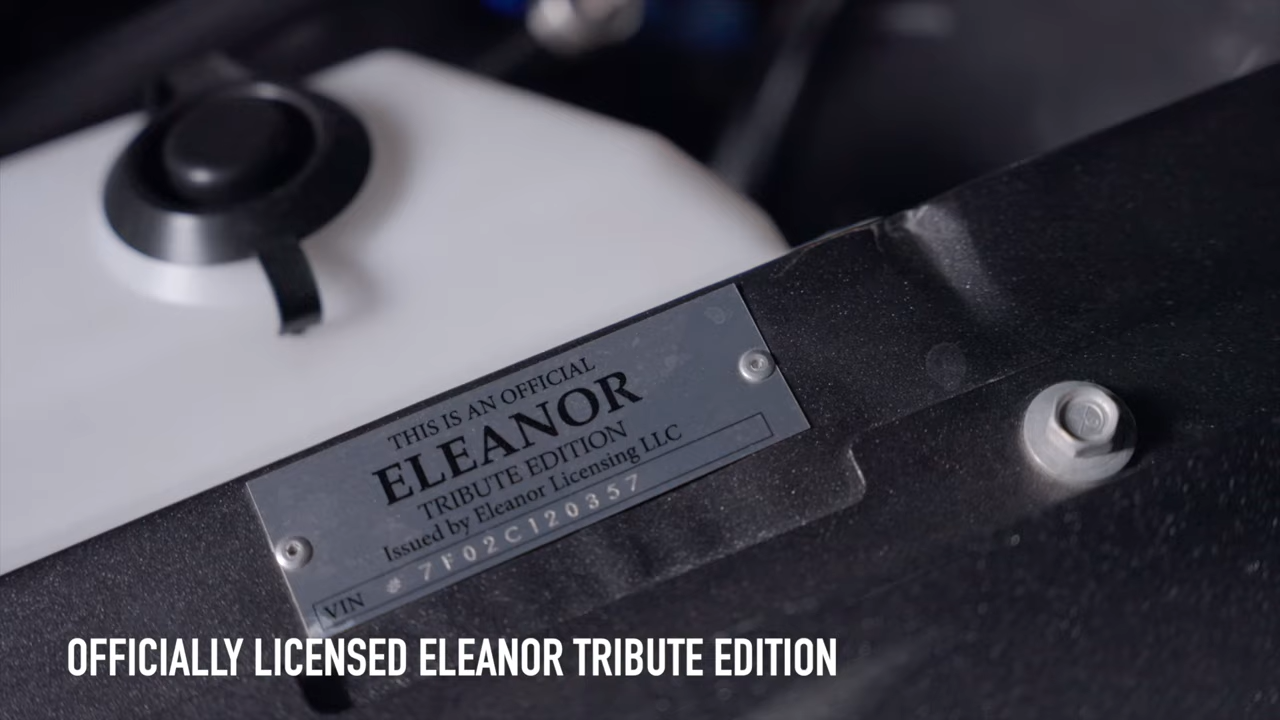 THIS IS AN OFFICIAL
ELEANOR
TRIBUTE EDITION
Issued by Eleanor Licensing LLC
VIN # 7F02C120357
OFFICIALLY LICENSED ELEANOR TRIBUTE EDITION